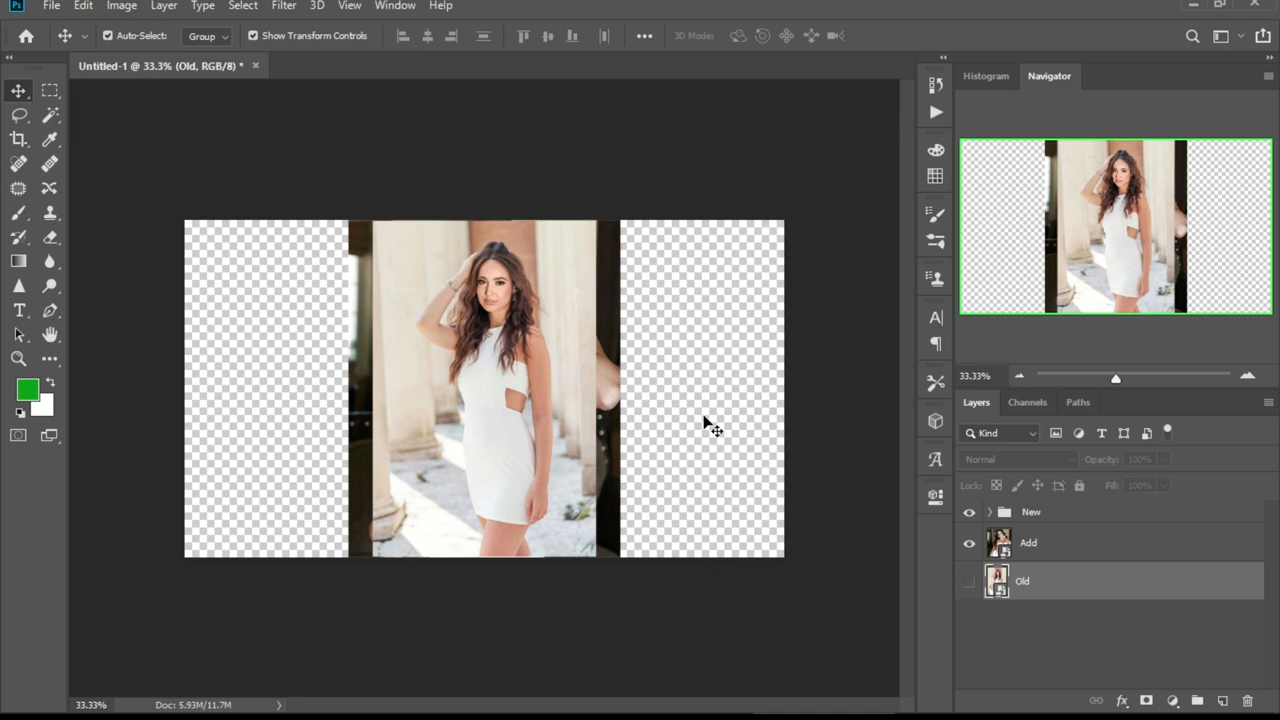 Ps File Edit Image Layer Type Select Filter 3D View Window Help
Auto-Select: Group Show Transform Controls 3D Mode:
Untitled-1 @ 33.3% (Old, RGB/8) *
Histogram Navigator
33.33%
Layers Channels Paths
Kind
Normal Opacity: 100%
Lock: Fill: 100%
New
Add
Old
33.33% Doc: 5.93M/11.7M